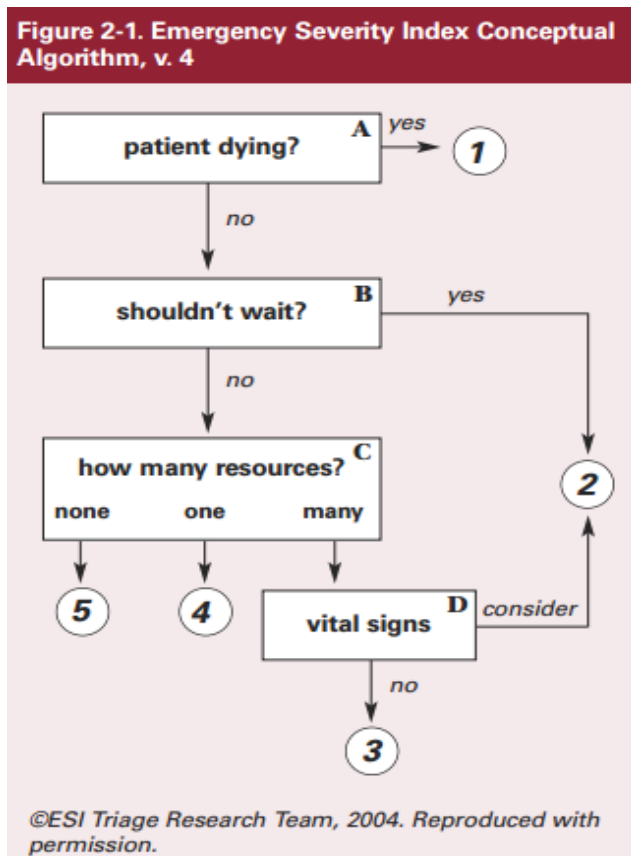 Figure 2-1. Emergency Severity Index Conceptual
Algorithm, v. 4
patient dying? A
yes
1
no
shouldn't wait? B
yes
no
how many resources? C
none one many
2
5
4
vital signs D
consider
no
3
©ESI Triage Research Team, 2004. Reproduced with
permission.